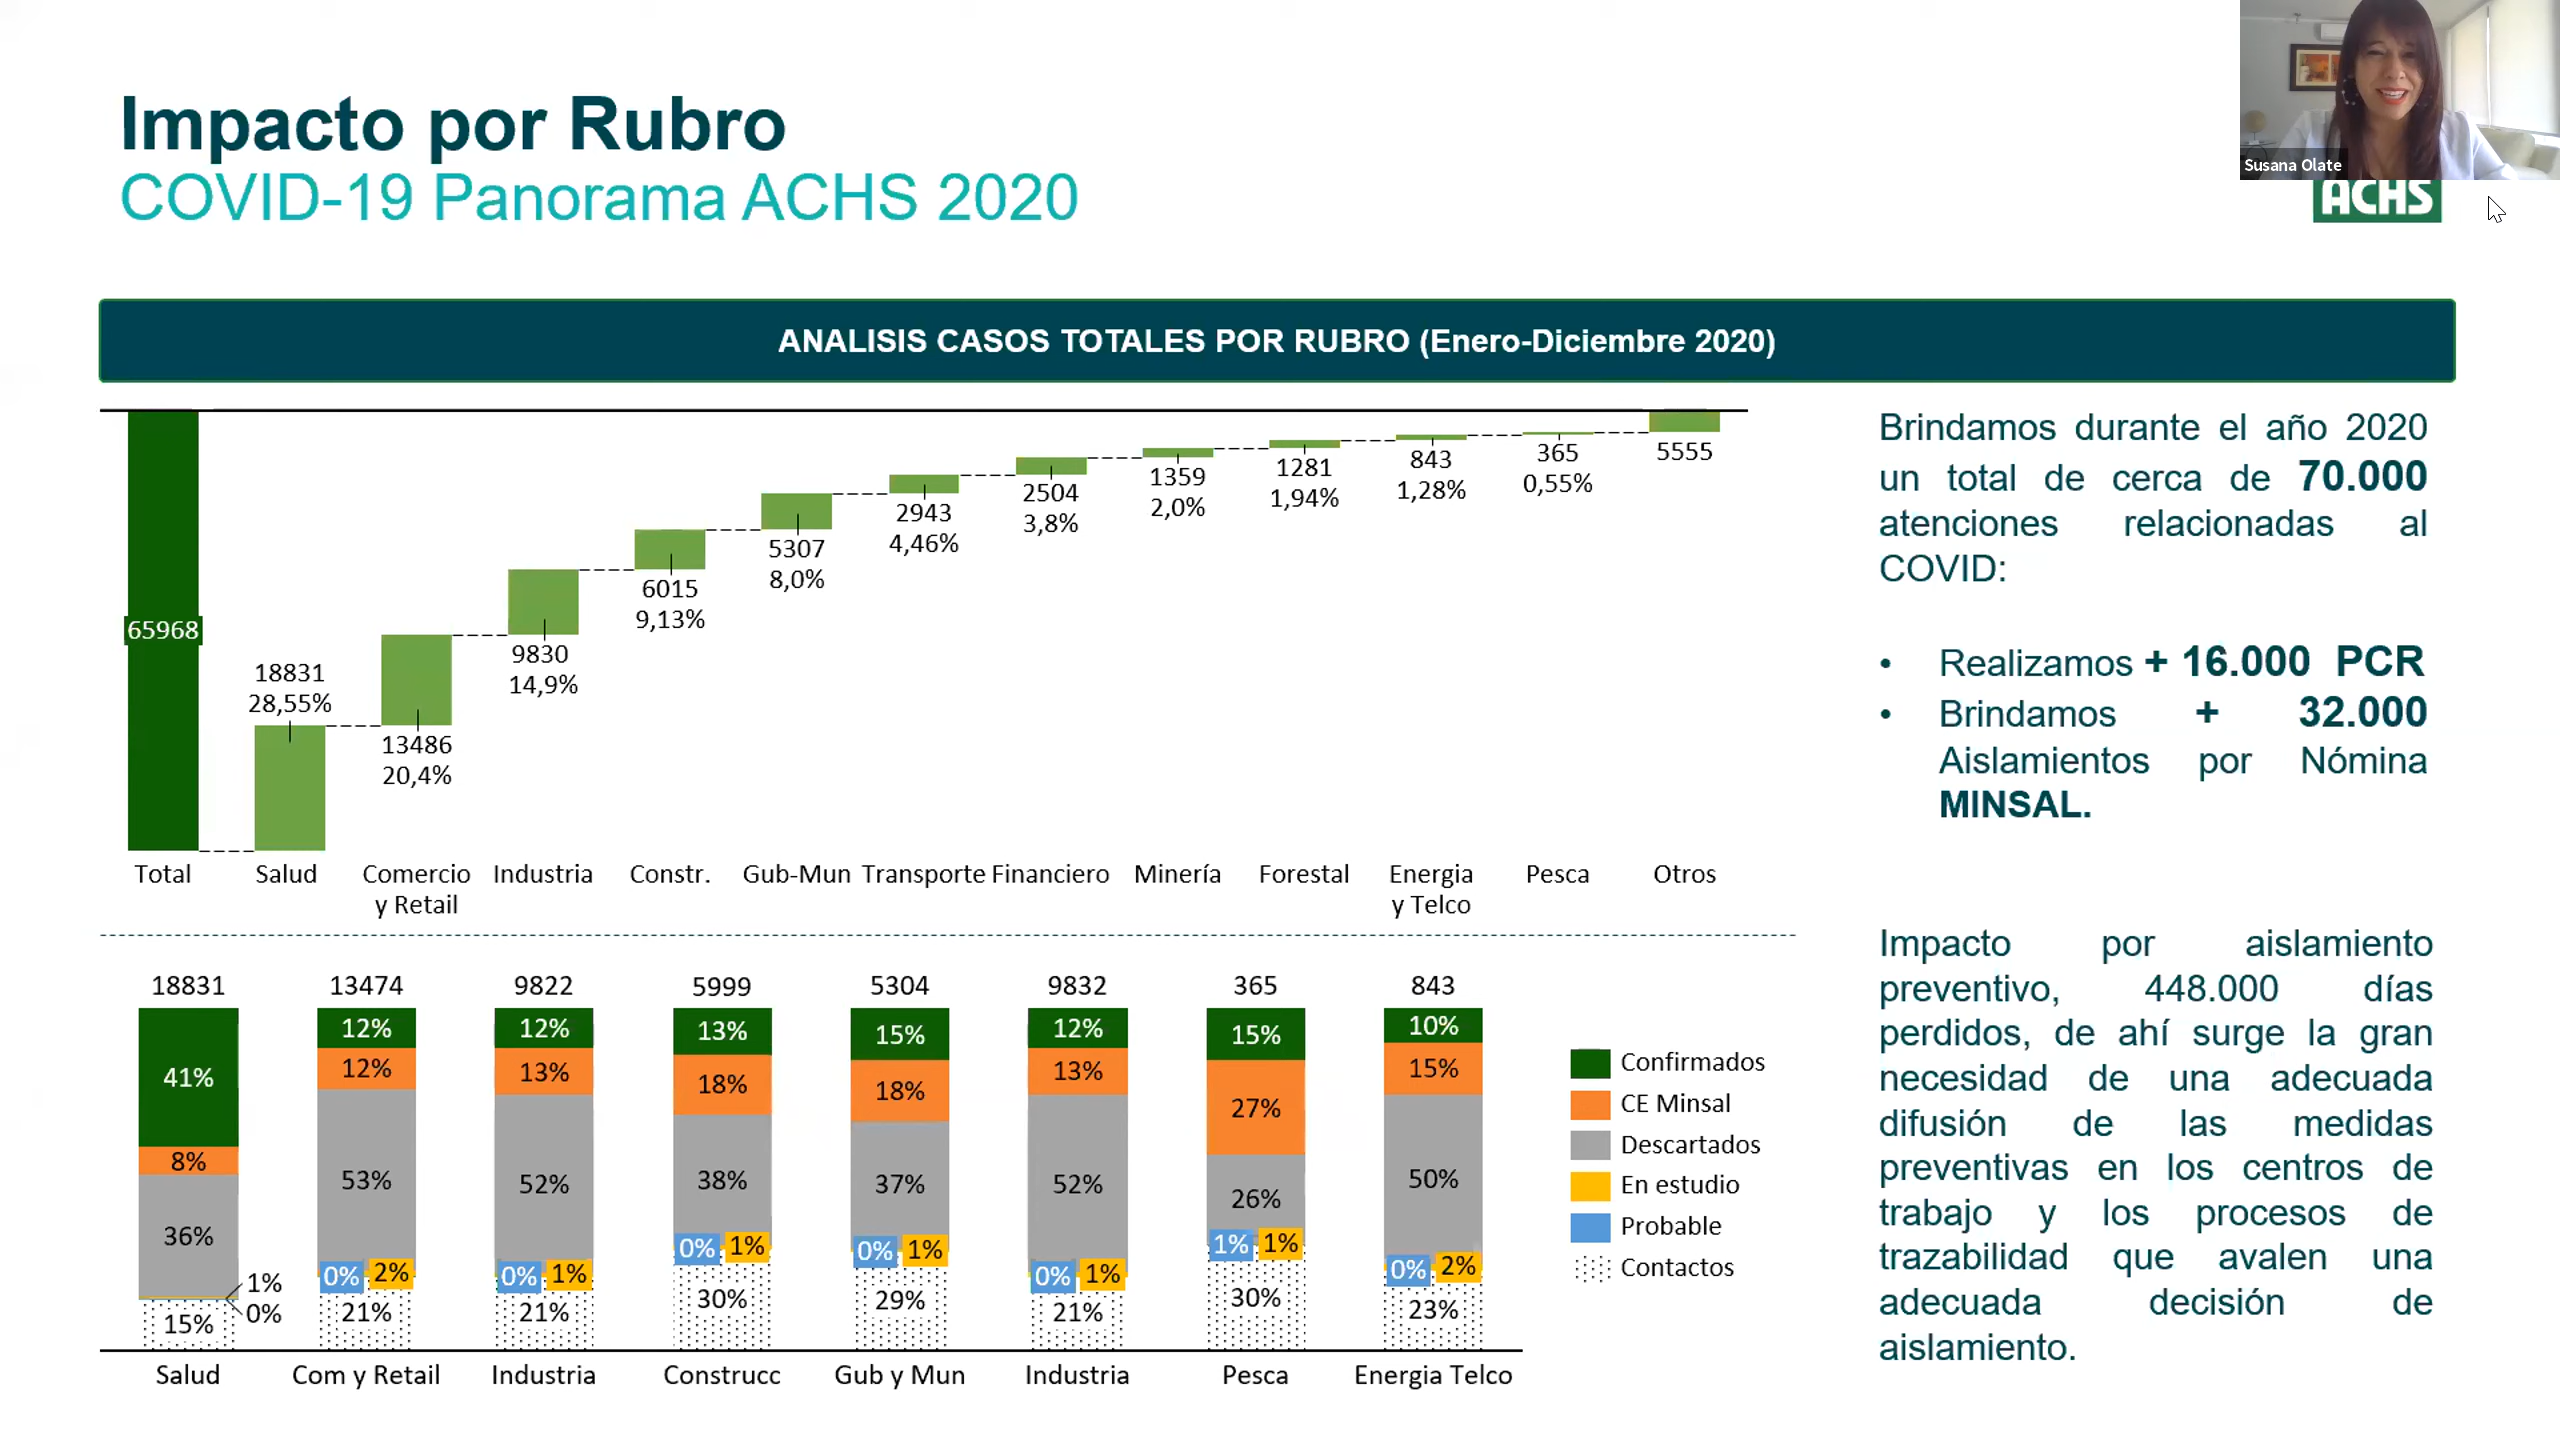 Susana Olate
Impacto por Rubro
COVID-19 Panorama ACHS 2020
ACHS
ANALISIS CASOS TOTALES POR RUBRO (Enero-Diciembre 2020)
65968
18831
28,55%
13486
20,4%
9830
14,9%
6015
9,13%
5307
8,0%
2943
4,46%
2504
3,8%
1359
2,0%
1281
1,94%
843
1,28%
365
0,55%
5555
Total
Salud
Comercio
y Retail
Industria
Constr.
Gub-Mun
Transporte
Financiero
Minería
Forestal
Energia
y Telco
Pesca
Otros
18831
41%
8%
36%
1%
0%
15%
Salud
13474
12%
12%
53%
0% 2%
21%
Com y Retail
9822
12%
13%
52%
0% 1%
21%
Industria
5999
13%
18%
38%
0% 1%
30%
Construcc
5304
15%
18%
37%
0% 1%
29%
Gub y Mun
9832
12%
13%
52%
0% 1%
21%
Industria
365
15%
27%
26%
1% 1%
30%
Pesca
843
10%
15%
50%
0% 2%
23%
Energia Telco
Confirmados
CE Minsal
Descartados
En estudio
Probable
Contactos
Brindamos durante el año 2020
un total de cerca de 70.000
atenciones relacionadas al
COVID:
• Realizamos + 16.000 PCR
• Brindamos + 32.000
Aislamientos por Nómina
MINSAL.
Impacto por aislamiento
preventivo, 448.000 días
perdidos, de ahí surge la gran
necesidad de una adecuada
difusión de las medidas
preventivas en los centros de
trabajo y los procesos de
trazabilidad que avalen una
adecuada decisión de
aislamiento.